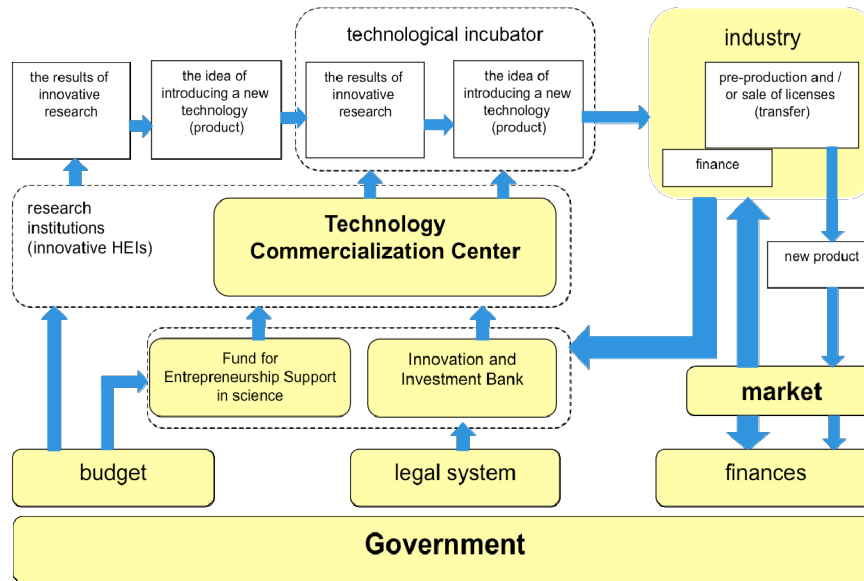 technological incubator
industry
the results of
innovative research
the idea of
introducing a new
technology
(product)
the results of
innovative
research
the idea of
introducing a new
technology
(product)
pre-production and /
or sale of licenses
(transfer)
finance
research
institutions
(innovative HEIs)
Technology
Commercialization Center
new product
Fund for
Entrepreneurship Support
in science
Innovation and
Investment Bank
market
budget
legal system
finances
Government